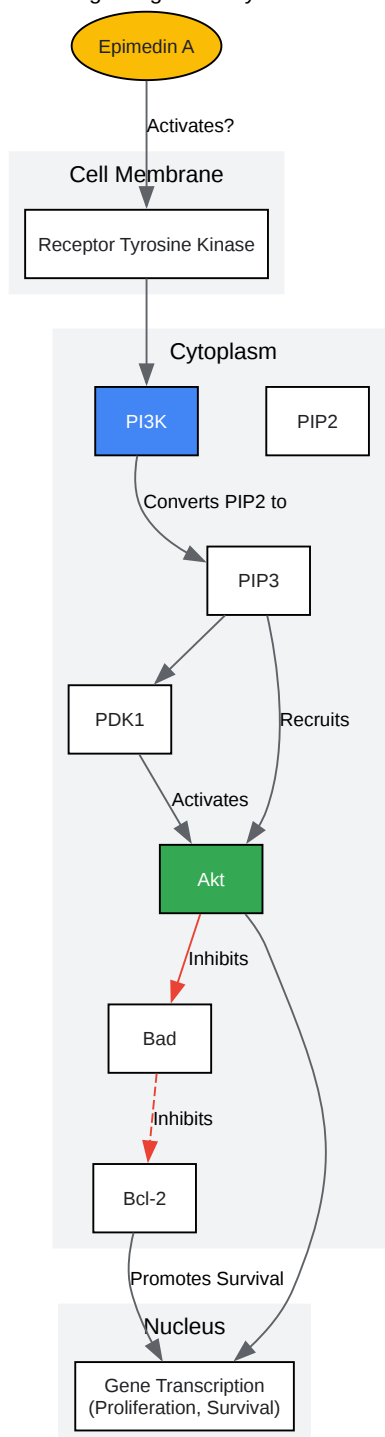 Epimedin A
Activates?
Cell Membrane
Receptor Tyrosine Kinase
Cytoplasm
PI3K
PIP2
Converts PIP2 to
PIP3
PDK1
Recruits
Activates
Akt
Inhibits
Bad
Inhibits
Bcl-2
Promotes Survival
Nucleus
Gene Transcription
(Proliferation, Survival)